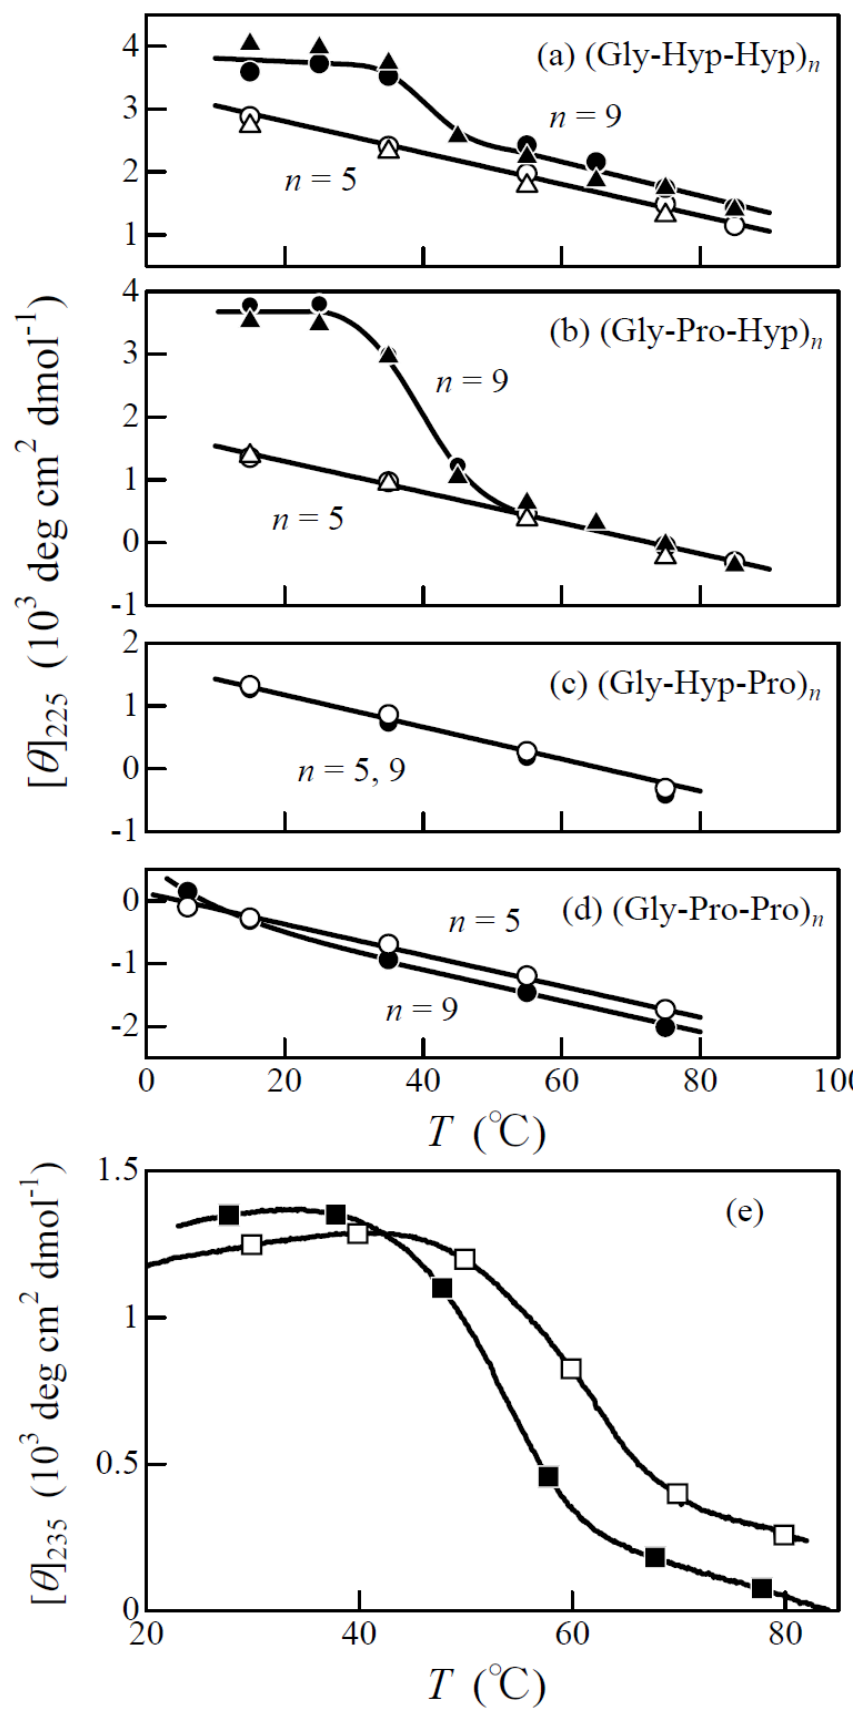 4
3
2
1
(a) (Gly-Hyp-Hyp)n
n = 9
n = 5
4
3
2
1
0
-1
(b) (Gly-Pro-Hyp)n
n = 9
n = 5
[θ]225 (10³ deg cm² dmol⁻¹)
2
1
0
-1
(c) (Gly-Hyp-Pro)n
n = 5, 9
0
-1
-2
(d) (Gly-Pro-Pro)n
n = 5
n = 9
0 20 40 60 80 100
T (℃)
1.5
1
0.5
0
(e)
[θ]235 (10³ deg cm² dmol⁻¹)
20 40 60 80
T (℃)